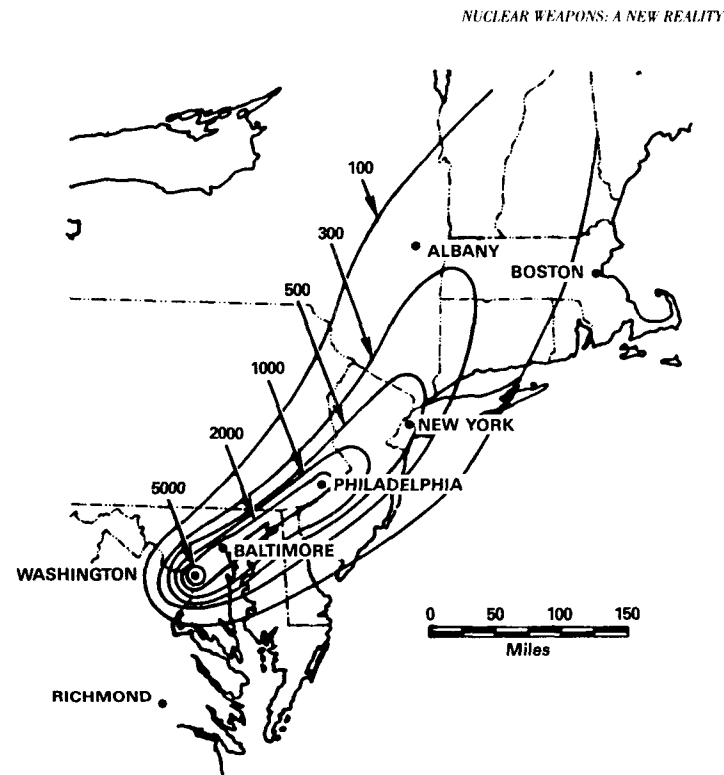 NUCLEAR WEAPONS: A NEW REALITY
100
ALBANY
300
BOSTON
500
1000
NEW YORK
2000
PHILADELPHIA
5000
BALTIMORE
WASHINGTON
0 50 100 150
Miles
RICHMOND